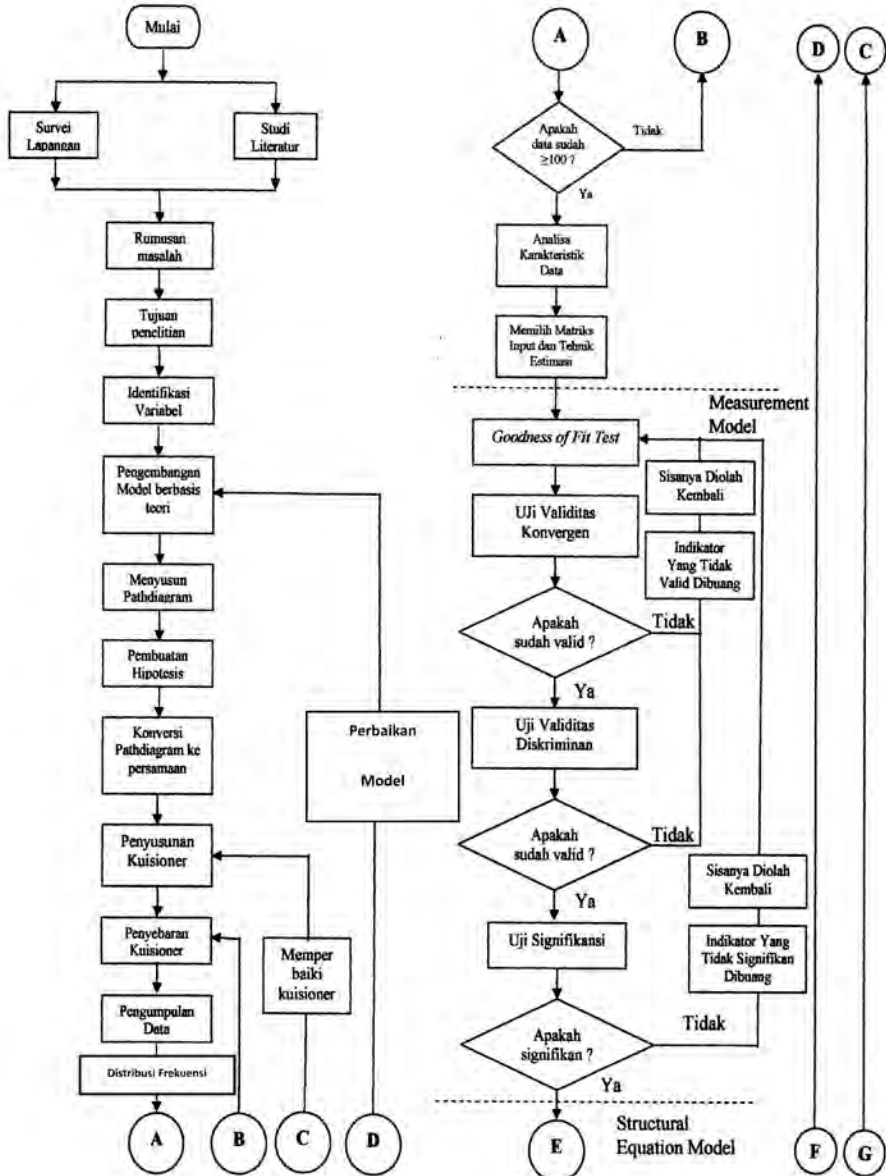 Mulai
Survei
Lapangan
Studi
Literatur
Rumusan
masalah
Tujuan
penelitian
Identifikasi
Variabel
Pengembangan
Model berbasis
teori
Menyusun
Pathdiagram
Pembuatan
Hipotesis
Konversi
Pathdiagram ke
persamaan
Penyusunan
Kuisioner
Penyebaran
Kuisioner
Pengumpulan
Data
Distribusi Frekuensi
Perbaikan
Model
Memper
baiki
kuisioner
A
B
C
D
A
B
D
C
Apakah
data sudah
≥100 ?
Tidak
Ya
Analisa
Karakteristik
Data
Memilih Matriks
Input dan Tehnik
Estimasi
Measurement
Model
Goodness of Fit Test
Sisanya Diolah
Kembali
UJi Validitas
Konvergen
Indikator
Yang Tidak
Valid Dibuang
Apakah
sudah valid ?
Tidak
Ya
Uji Validitas
Diskriminan
Apakah
sudah valid ?
Tidak
Ya
Sisanya Diolah
Kembali
Uji Signifikansi
Indikator Yang
Tidak Signifikan
Dibuang
Apakah
signifikan ?
Tidak
Ya
Structural
Equation Model
E
F
G